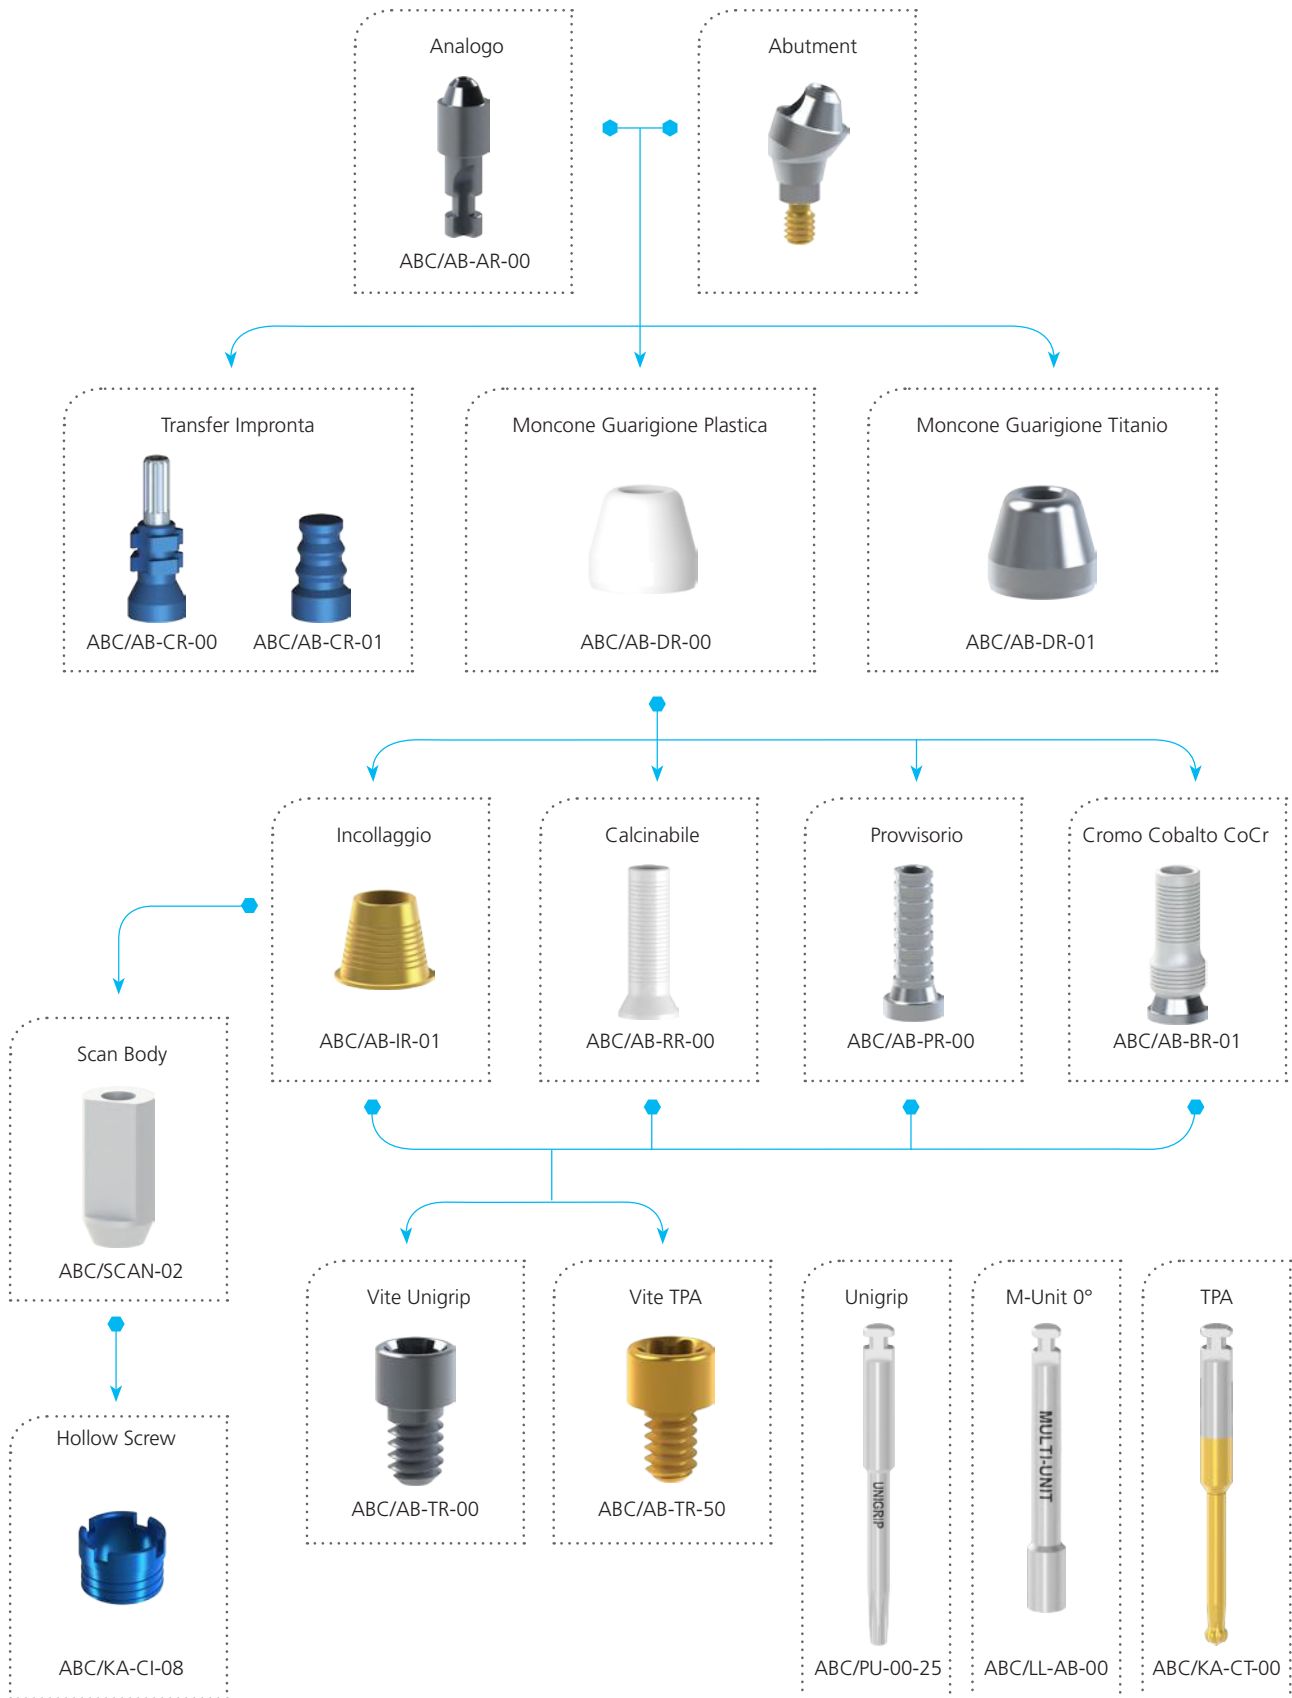 Analogo
Abutment
ABC/AB-AR-00
Transfer Impronta
Moncone Guarigione Plastica
Moncone Guarigione Titanio
ABC/AB-CR-00
ABC/AB-CR-01
ABC/AB-DR-00
ABC/AB-DR-01
Incollaggio
Calcinabile
Provvisorio
Cromo Cobalto CoCr
ABC/AB-IR-01
ABC/AB-RR-00
ABC/AB-PR-00
ABC/AB-BR-01
Scan Body
ABC/SCAN-02
Vite Unigrip
Vite TPA
Unigrip
M-Unit 0°
TPA
UNIGRIP
MULTI-UNIT
ABC/AB-TR-00
ABC/AB-TR-50
Hollow Screw
ABC/KA-CI-08
ABC/PU-00-25
ABC/LL-AB-00
ABC/KA-CT-00